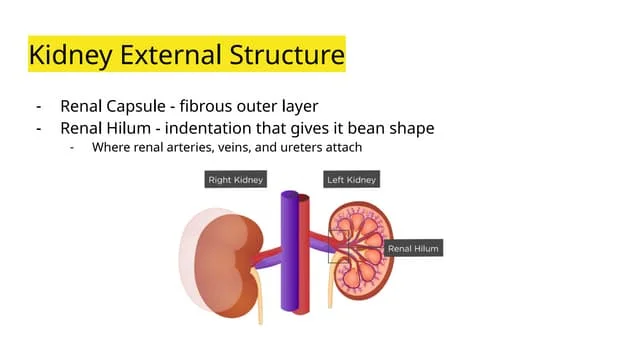 Kidney External Structure
- Renal Capsule - fibrous outer layer
- Renal Hilum - indentation that gives it bean shape
- Where renal arteries, veins, and ureters attach
Right Kidney
Left Kidney
Renal Hilum